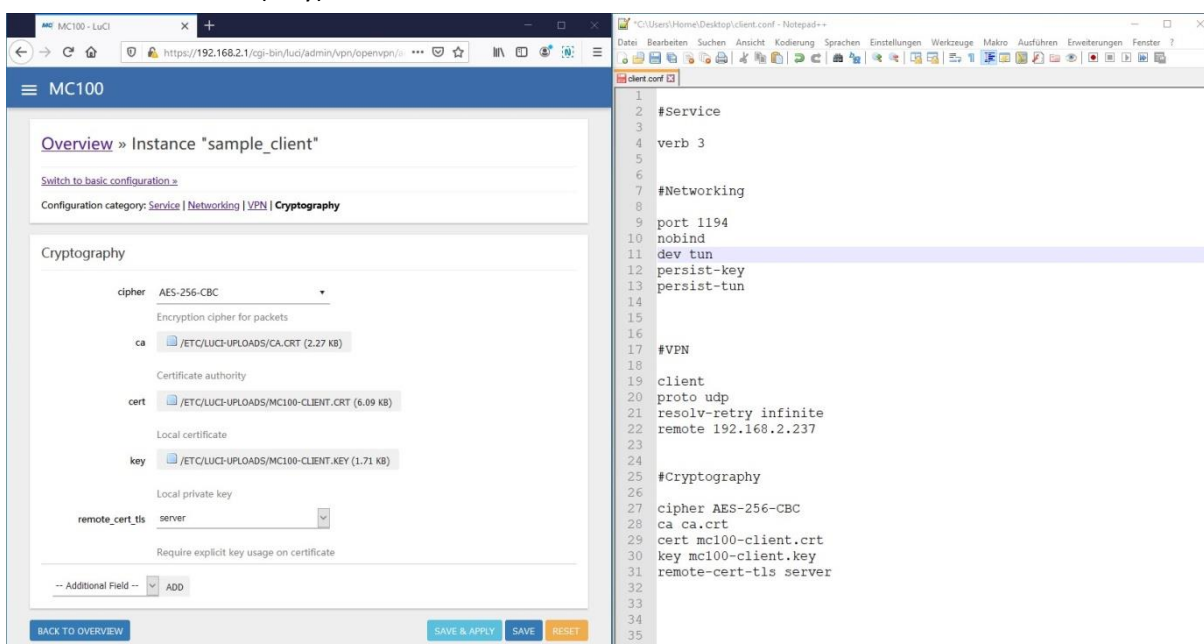 MC100 - LuCI
https://192.168.2.1/cgi-bin/luci/admin/vpn/openvpn/
MC100
Overview » Instance "sample_client"
Switch to basic configuration »
Configuration category: Service | Networking | VPN | Cryptography
Cryptography
cipher AES-256-CBC
Encryption cipher for packets
ca /ETC/LUCI-UPLOADS/CA.CRT (2.27 KB)
Certificate authority
cert /ETC/LUCI-UPLOADS/MC100-CLIENT.CRT (6.09 KB)
Local certificate
key /ETC/LUCI-UPLOADS/MC100-CLIENT.KEY (1.71 KB)
Local private key
remote_cert_tls server
Require explicit key usage on certificate
-- Additional Field -- ADD
BACK TO OVERVIEW SAVE & APPLY SAVE RESET
*C:\Users\Home\Desktop\client.conf - Notepad++
Datei Bearbeiten Suchen Ansicht Kodierung Sprachen Einstellungen Werkzeuge Makro Ausführen Erweiterungen Fenster ?
client.conf
1
2 #Service
3
4 verb 3
5
6
7 #Networking
8
9 port 1194
10 nobind
11 dev tun
12 persist-key
13 persist-tun
14
15
16
17 #VPN
18
19 client
20 proto udp
21 resolv-retry infinite
22 remote 192.168.2.237
23
24
25 #Cryptography
26
27 cipher AES-256-CBC
28 ca ca.crt
29 cert mc100-client.crt
30 key mc100-client.key
31 remote-cert-tls server
32
33
34
35